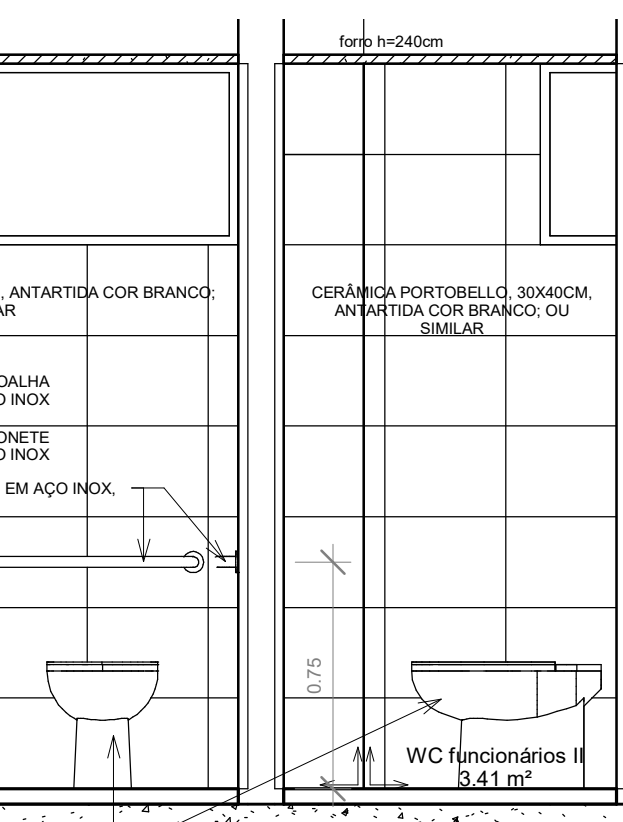 forro h=240cm
, ANTARTIDA COR BRANCO;
AR
CERÂMICA PORTOBELLO, 30X40CM,
ANTARTIDA COR BRANCO; OU
SIMILAR
OALHA
O INOX
ONETE
O INOX
EM AÇO INOX,
0.75
WC funcionários II
3.41 m²